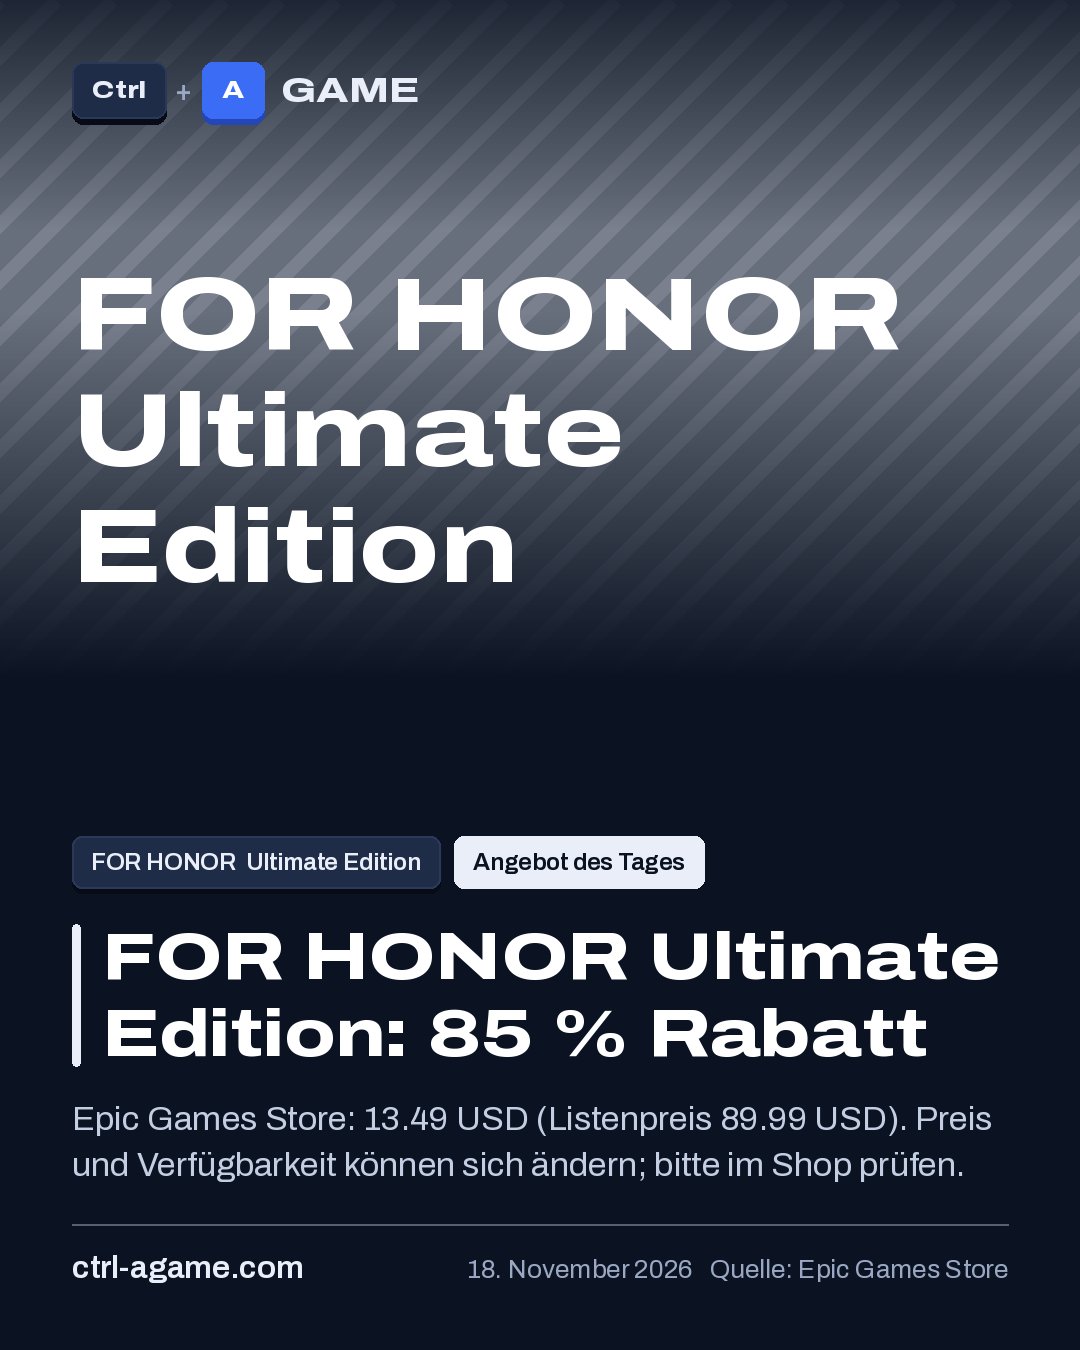 Ctrl + A GAME
FOR HONOR
Ultimate
Edition
FOR HONOR Ultimate Edition
Angebot des Tages
FOR HONOR Ultimate
Edition: 85 % Rabatt
Epic Games Store: 13.49 USD (Listenpreis 89.99 USD). Preis
und Verfügbarkeit können sich ändern; bitte im Shop prüfen.
ctrl-agame.com
18. November 2026 Quelle: Epic Games Store